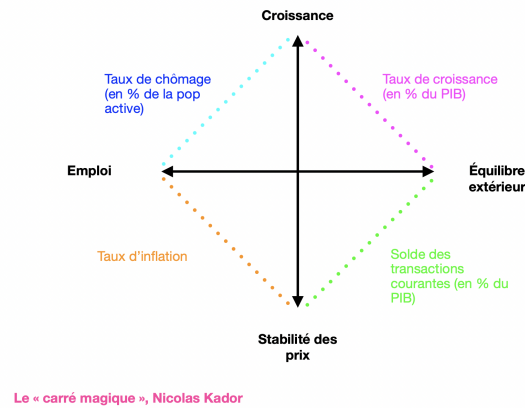 Croissance
Taux de chômage
(en % de la pop
active)
Taux de croissance
(en % du PIB)
Emploi
Équilibre
extérieur
Taux d'inflation
Solde des
transactions
courantes (en % du
PIB)
Stabilité des
prix
Le « carré magique », Nicolas Kador